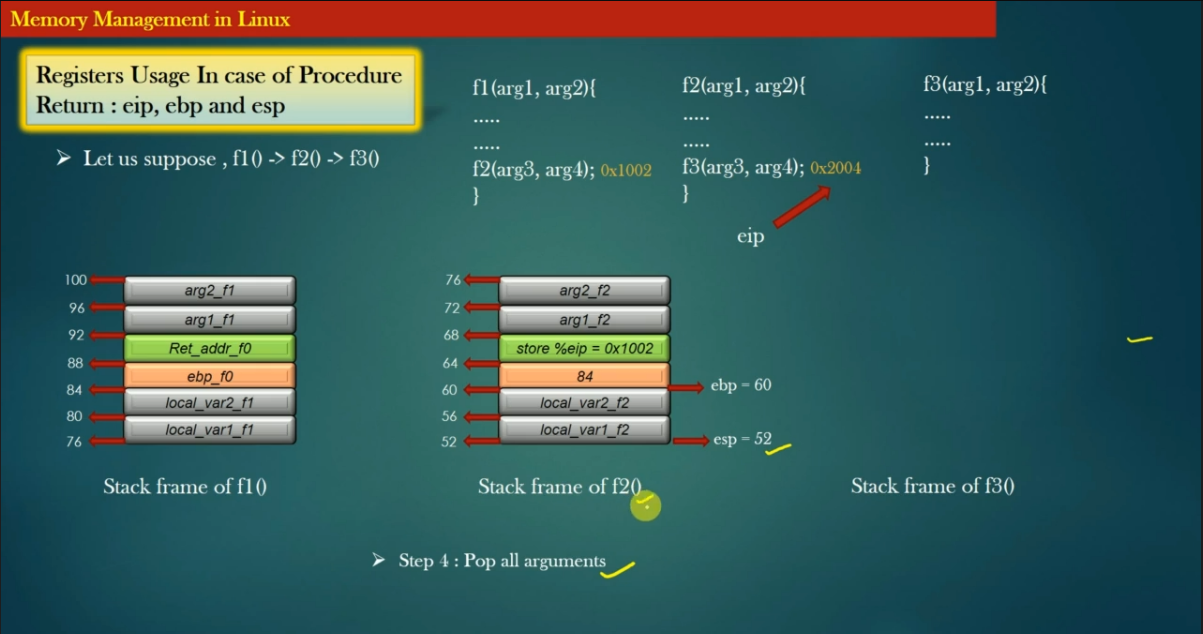 Memory Management in Linux
Registers Usage In case of Procedure
Return : eip, ebp and esp
➤ Let us suppose , f1() -> f2() -> f3()
f1(arg1, arg2){
.....
.....
f2(arg3, arg4); 0x1002
}
f2(arg1, arg2){
.....
.....
f3(arg3, arg4); 0x2004
}
eip
f3(arg1, arg2){
.....
.....
}
100
arg2_f1
96
arg1_f1
92
Ret_addr_f0
88
ebp_f0
84
local_var2_f1
80
local_var1_f1
76
Stack frame of f1()
76
arg2_f2
72
arg1_f2
68
store %eip = 0x1002
64
84
60 ebp = 60
local_var2_f2
56
local_var1_f2
52 esp = 52
Stack frame of f2()
Stack frame of f3()
➤ Step 4 : Pop all arguments